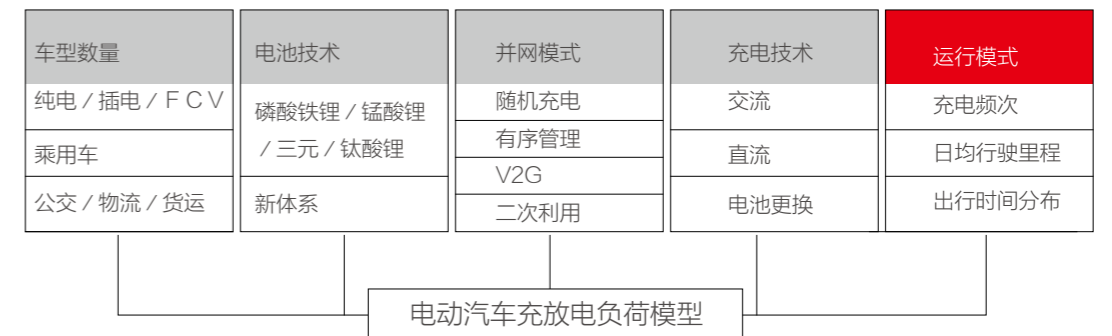 车型数量
纯电 / 插电 / ＦＣＶ
乘用车
公交 / 物流 / 货运
电池技术
磷酸铁锂 / 锰酸锂
/ 三元 / 钛酸锂
新体系
并网模式
随机充电
有序管理
V2G
二次利用
充电技术
交流
直流
电池更换
运行模式
充电频次
日均行驶里程
出行时间分布
电动汽车充放电负荷模型